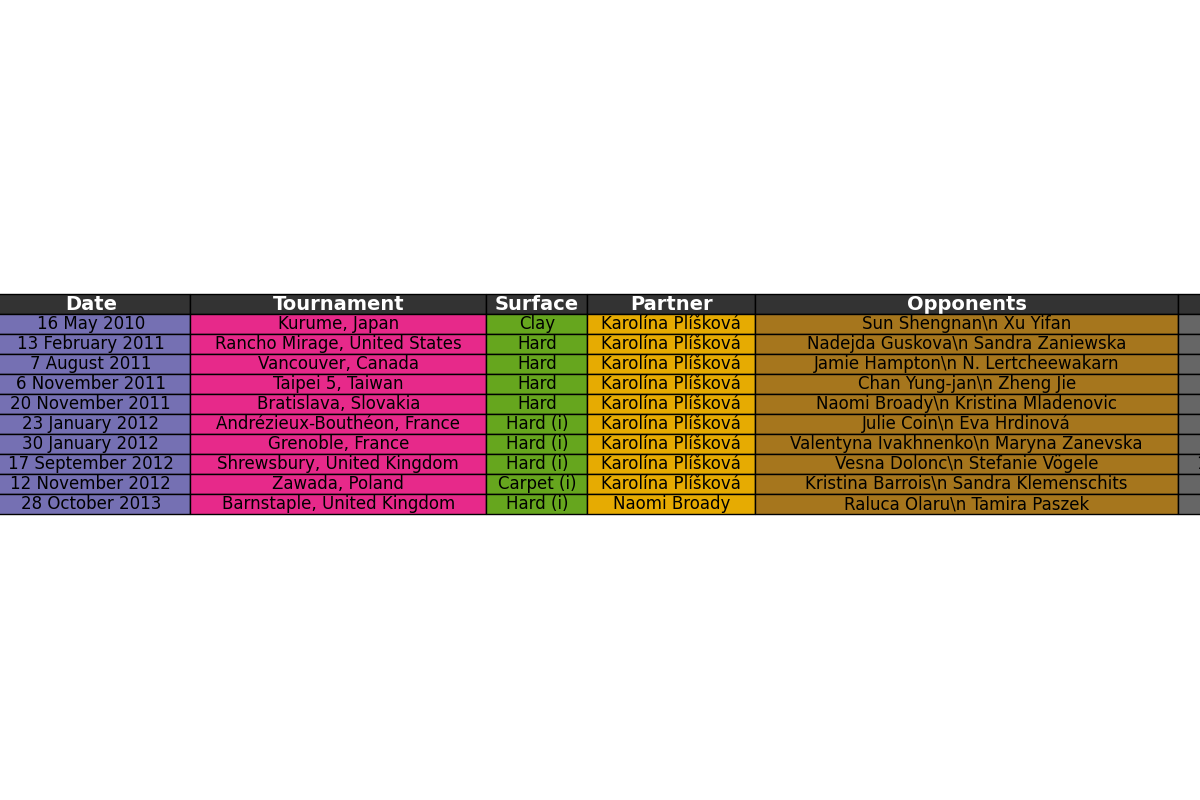 Date Tournament Surface Partner Opponents
16 May 2010 Kurume, Japan Clay Karolína Plíšková Sun Shengnan\n Xu Yifan
13 February 2011 Rancho Mirage, United States Hard Karolína Plíšková Nadejda Guskova\n Sandra Zaniewska
7 August 2011 Vancouver, Canada Hard Karolína Plíšková Jamie Hampton\n N. Lertcheewakarn
6 November 2011 Taipei 5, Taiwan Hard Karolína Plíšková Chan Yung-jan\n Zheng Jie
20 November 2011 Bratislava, Slovakia Hard Karolína Plíšková Naomi Broady\n Kristina Mladenovic
23 January 2012 Andrézieux-Bouthéon, France Hard (i) Karolína Plíšková Julie Coin\n Eva Hrdinová
30 January 2012 Grenoble, France Hard (i) Karolína Plíšková Valentyna Ivakhnenko\n Maryna Zanevska
17 September 2012 Shrewsbury, United Kingdom Hard (i) Karolína Plíšková Vesna Dolonc\n Stefanie Vögele
12 November 2012 Zawada, Poland Carpet (i) Karolína Plíšková Kristina Barrois\n Sandra Klemenschits
28 October 2013 Barnstaple, United Kingdom Hard (i) Naomi Broady Raluca Olaru\n Tamira Paszek